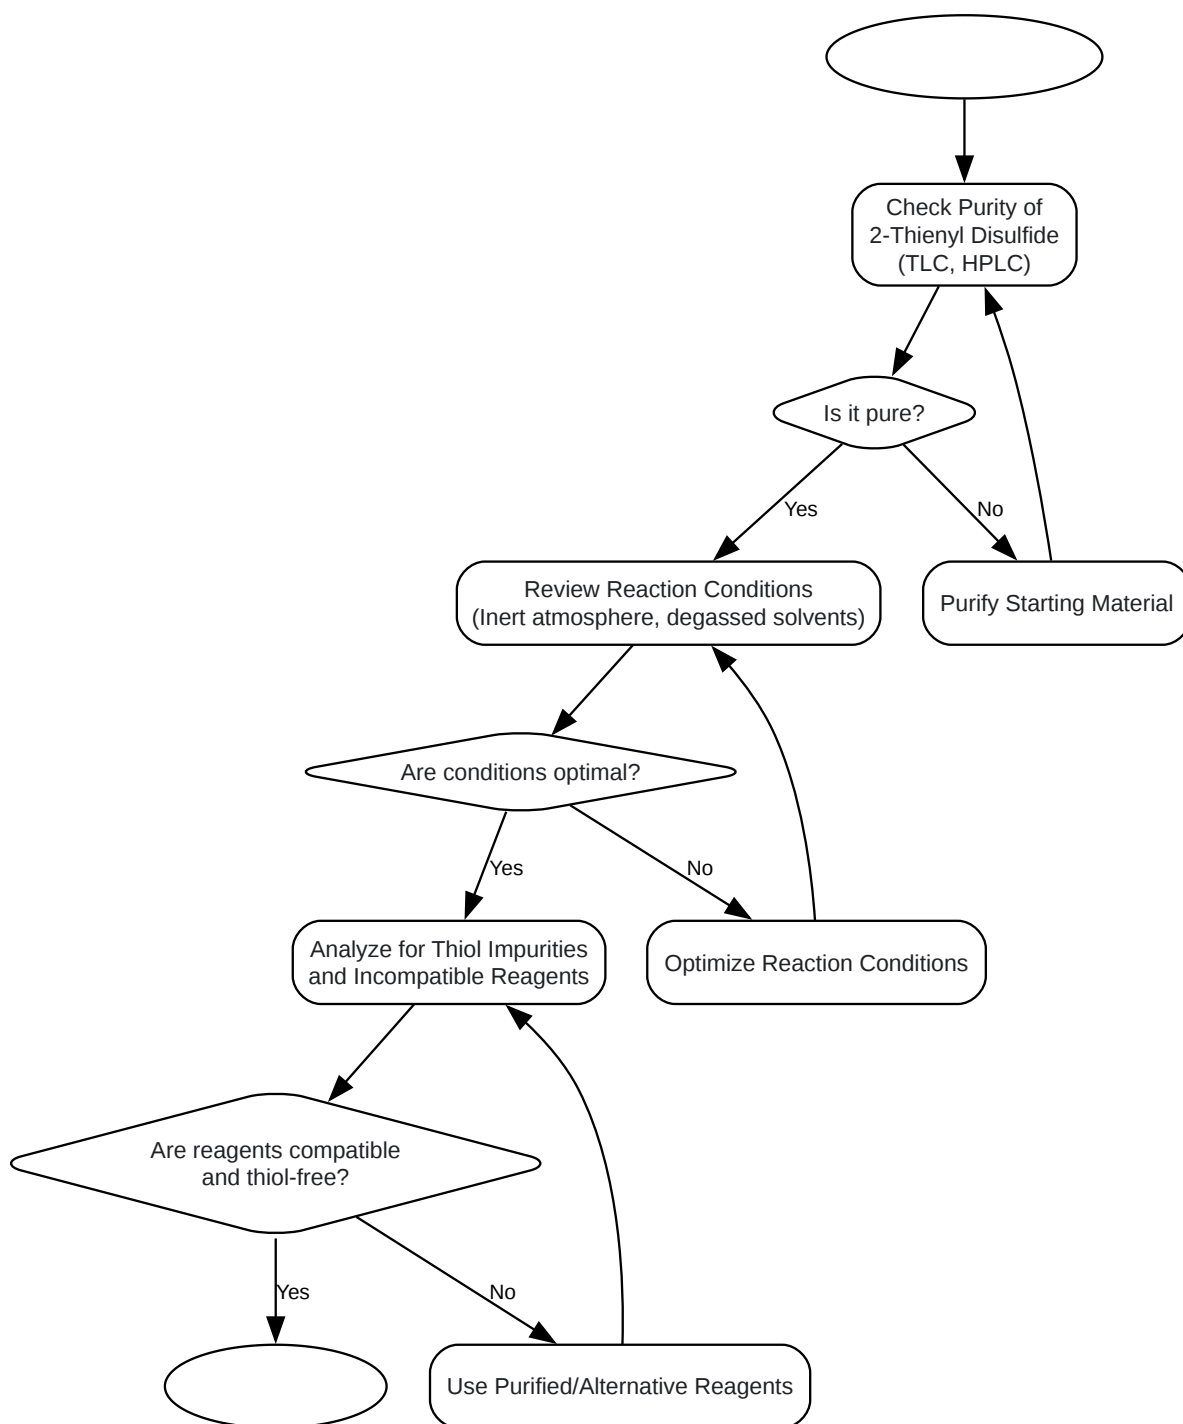 Check Purity of
2-Thienyl Disulfide
(TLC, HPLC)
Is it pure?
Yes
No
Review Reaction Conditions
(Inert atmosphere, degassed solvents)
Purify Starting Material
Are conditions optimal?
Yes
No
Analyze for Thiol Impurities
and Incompatible Reagents
Optimize Reaction Conditions
Are reagents compatible
and thiol-free?
Yes
No
Use Purified/Alternative Reagents